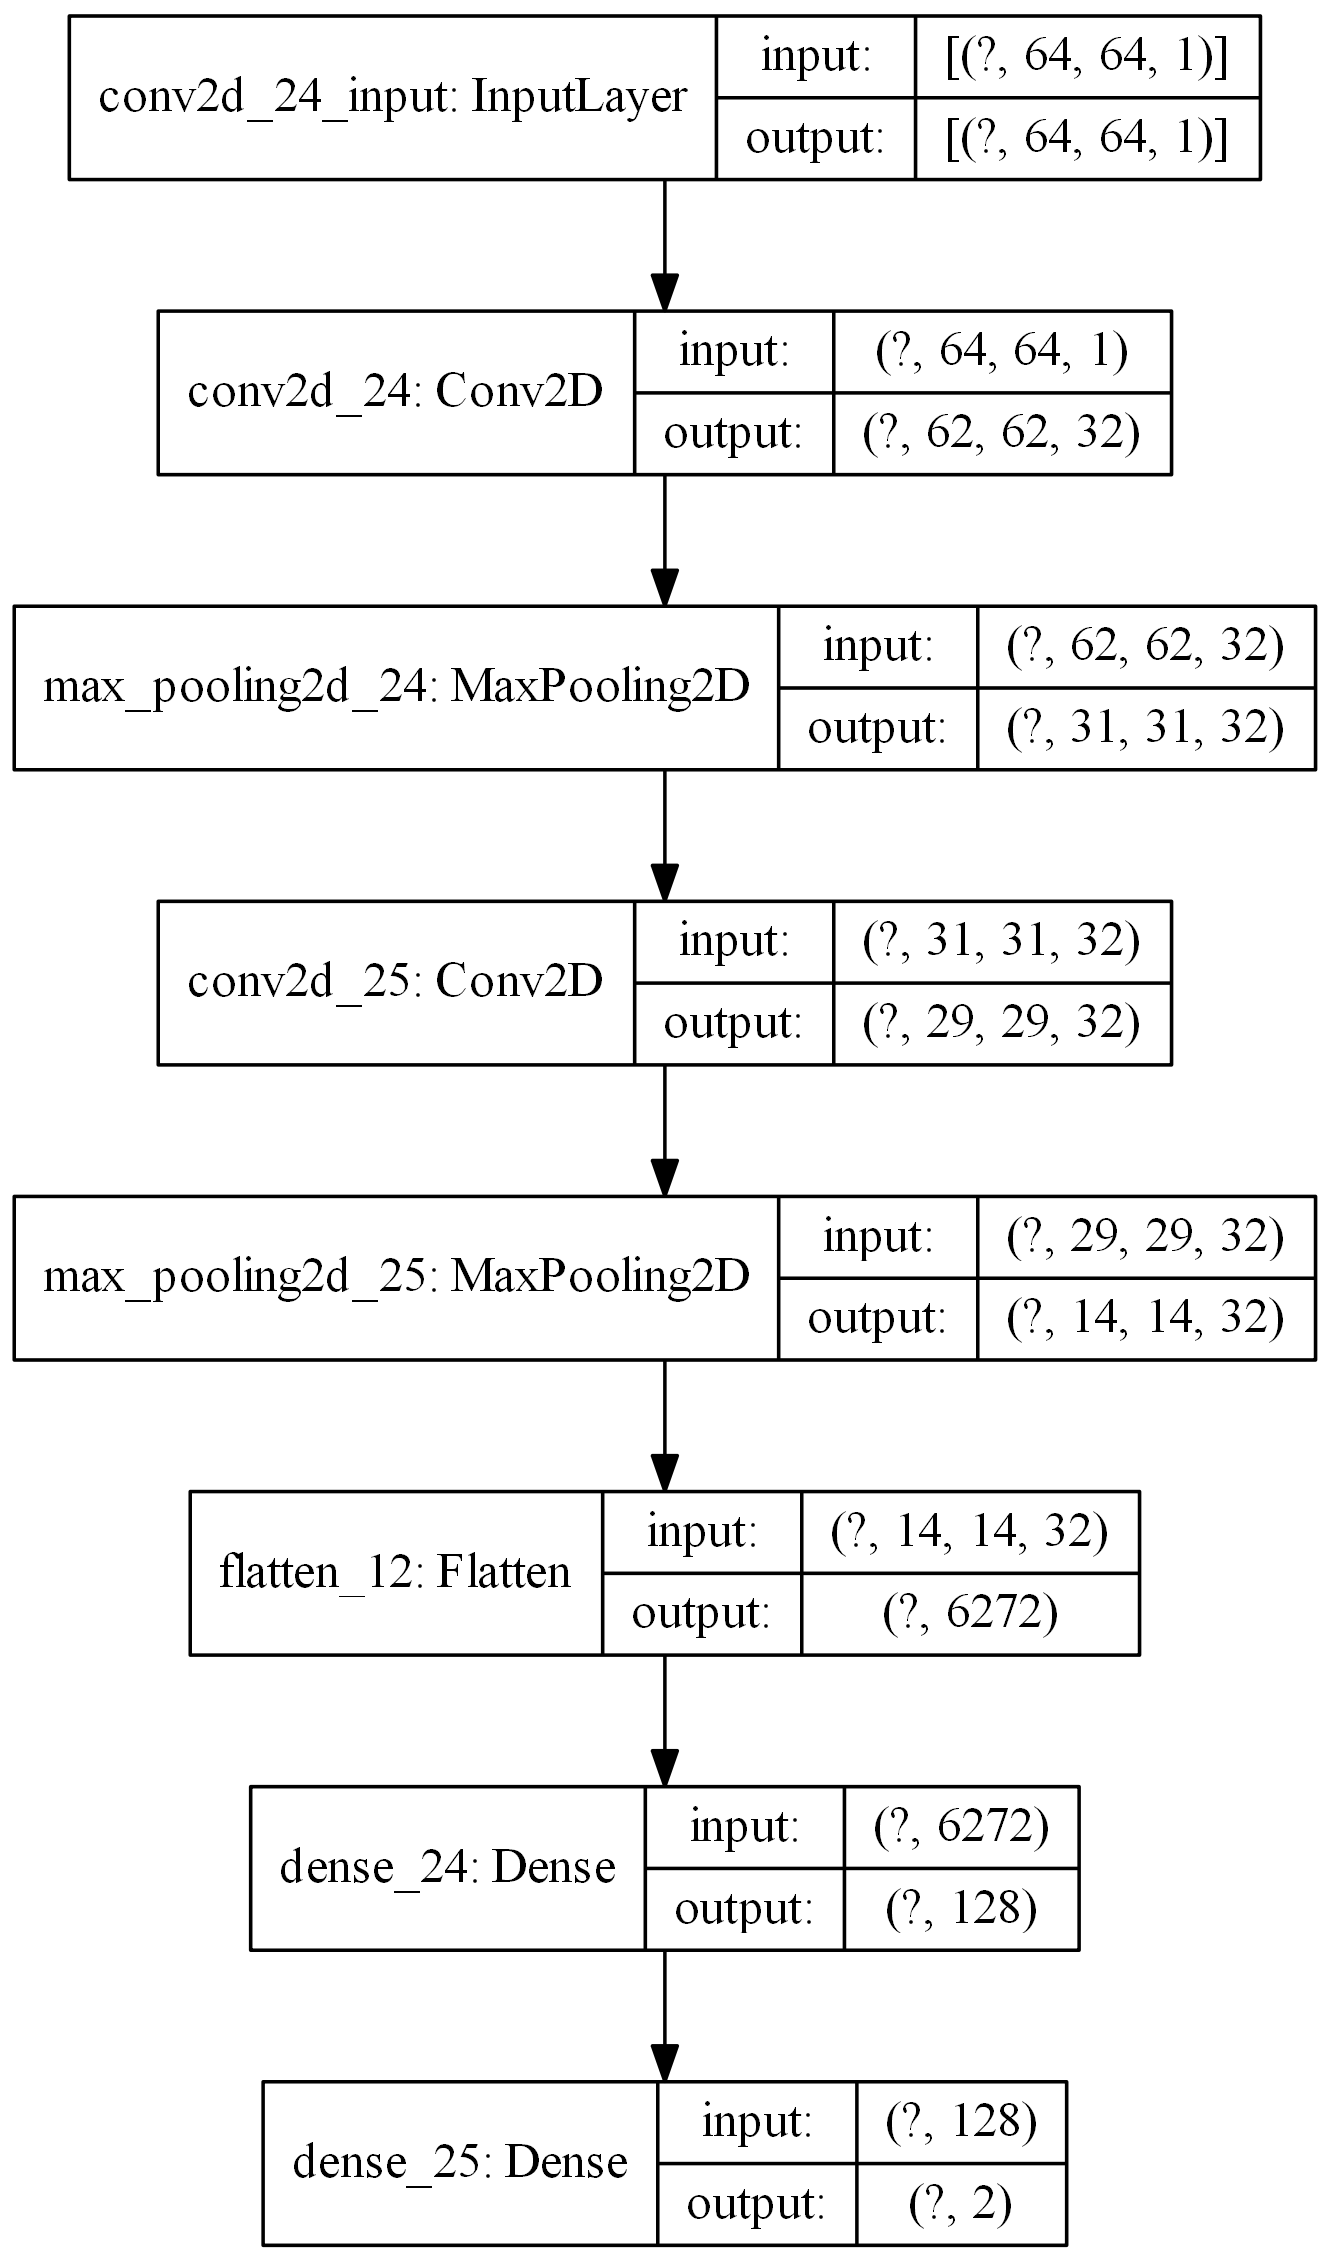 conv2d_24_input: InputLayer
input: [(?, 64, 64, 1)]
output: [(?, 64, 64, 1)]
conv2d_24: Conv2D
input: (?, 64, 64, 1)
output: (?, 62, 62, 32)
max_pooling2d_24: MaxPooling2D
input: (?, 62, 62, 32)
output: (?, 31, 31, 32)
conv2d_25: Conv2D
input: (?, 31, 31, 32)
output: (?, 29, 29, 32)
max_pooling2d_25: MaxPooling2D
input: (?, 29, 29, 32)
output: (?, 14, 14, 32)
flatten_12: Flatten
input: (?, 14, 14, 32)
output: (?, 6272)
dense_24: Dense
input: (?, 6272)
output: (?, 128)
dense_25: Dense
input: (?, 128)
output: (?, 2)